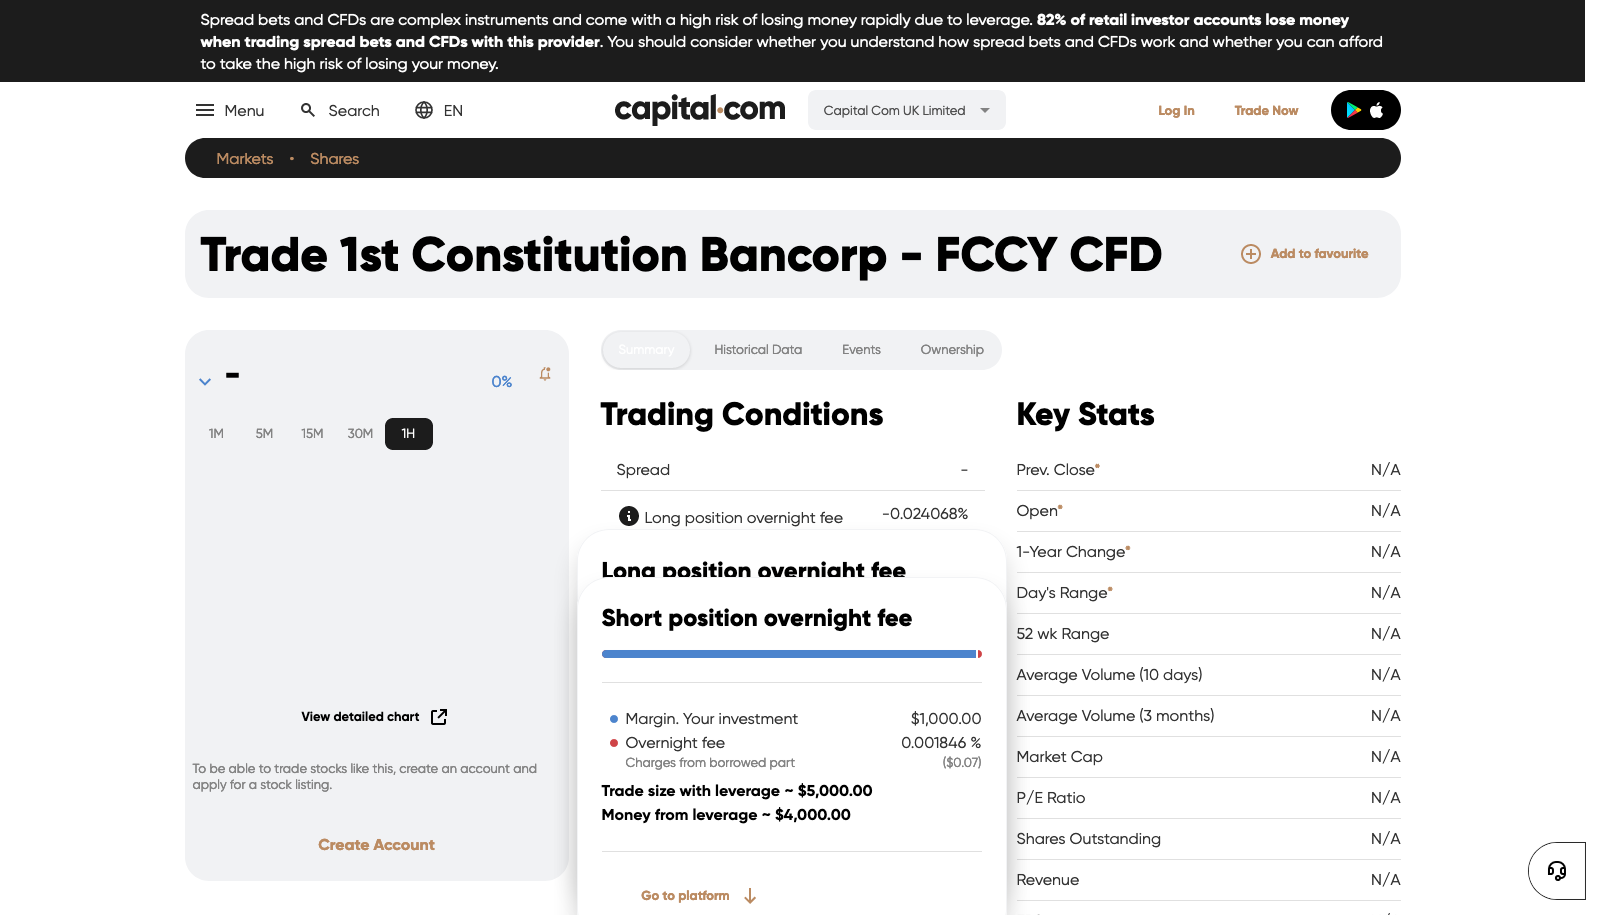 Spread bets and CFDs are complex instruments and come with a high risk of losing money rapidly due to leverage. 82% of retail investor accounts lose money
when trading spread bets and CFDs with this provider. You should consider whether you understand how spread bets and CFDs work and whether you can afford
to take the high risk of losing your money.
Menu Search EN capital.com Capital Com UK Limited Log In Trade Now
Markets • Shares
Trade 1st Constitution Bancorp - FCCY CFD Add to favourite
-
0%
1M 5M 15M 30M 1H
View detailed chart
To be able to trade stocks like this, create an account and
apply for a stock listing.
Create Account
Summary Historical Data Events Ownership
Trading Conditions
Spread -
Long position overnight fee -0.024068%
Long position overnight fee
Short position overnight fee
Margin. Your investment $1,000.00
Overnight fee 0.001846 %
Charges from borrowed part ($0.07)
Trade size with leverage ~ $5,000.00
Money from leverage ~ $4,000.00
Go to platform
Key Stats
Prev. Close* N/A
Open* N/A
1-Year Change* N/A
Day's Range* N/A
52 wk Range N/A
Average Volume (10 days) N/A
Average Volume (3 months) N/A
Market Cap N/A
P/E Ratio N/A
Shares Outstanding N/A
Revenue N/A